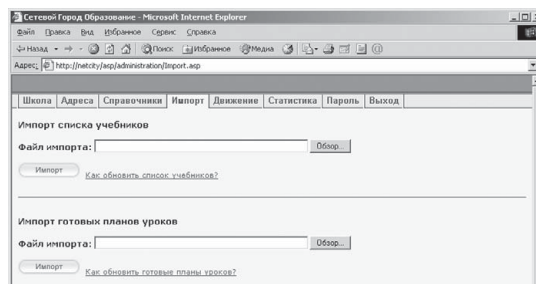 Сетевой Город Образование - Microsoft Internet Explorer
Файл Правка Вид Избранное Сервис Справка
Назад Поиск Избранное Медиа
Адрес: http://netcity/asp/administration/Import.asp
Школа Адреса Справочники Импорт Движение Статистика Пароль Выход
Импорт списка учебников
Файл импорта: Обзор...
Импорт Как обновить список учебников?
Импорт готовых планов уроков
Файл импорта: Обзор...
Импорт Как обновить готовые планы уроков?